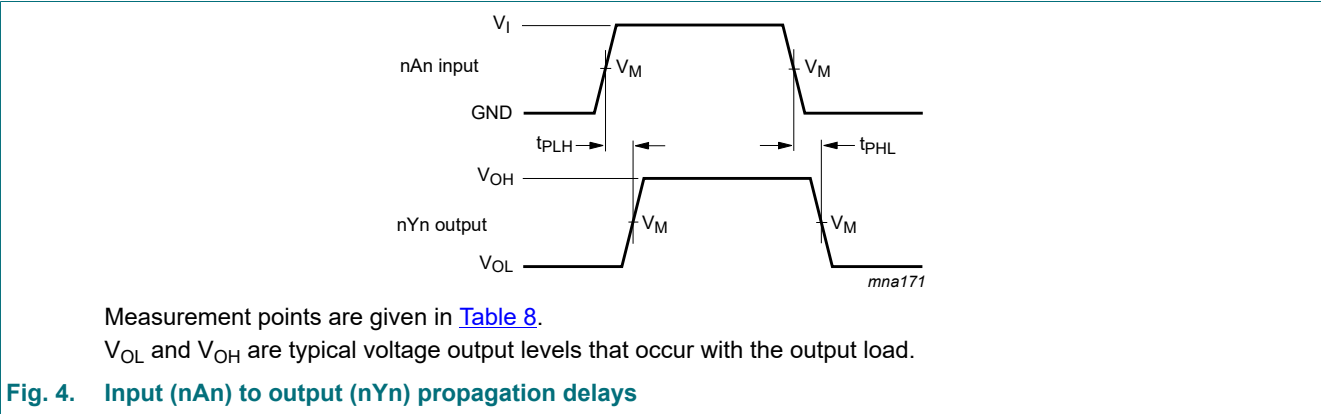 V_I
nAn input
V_M
V_M
GND
t_PLH
t_PHL
V_OH
nYn output
V_M
V_M
V_OL
mna171
Measurement points are given in Table 8.
V_OL and V_OH are typical voltage output levels that occur with the output load.
Fig. 4. Input (nAn) to output (nYn) propagation delays